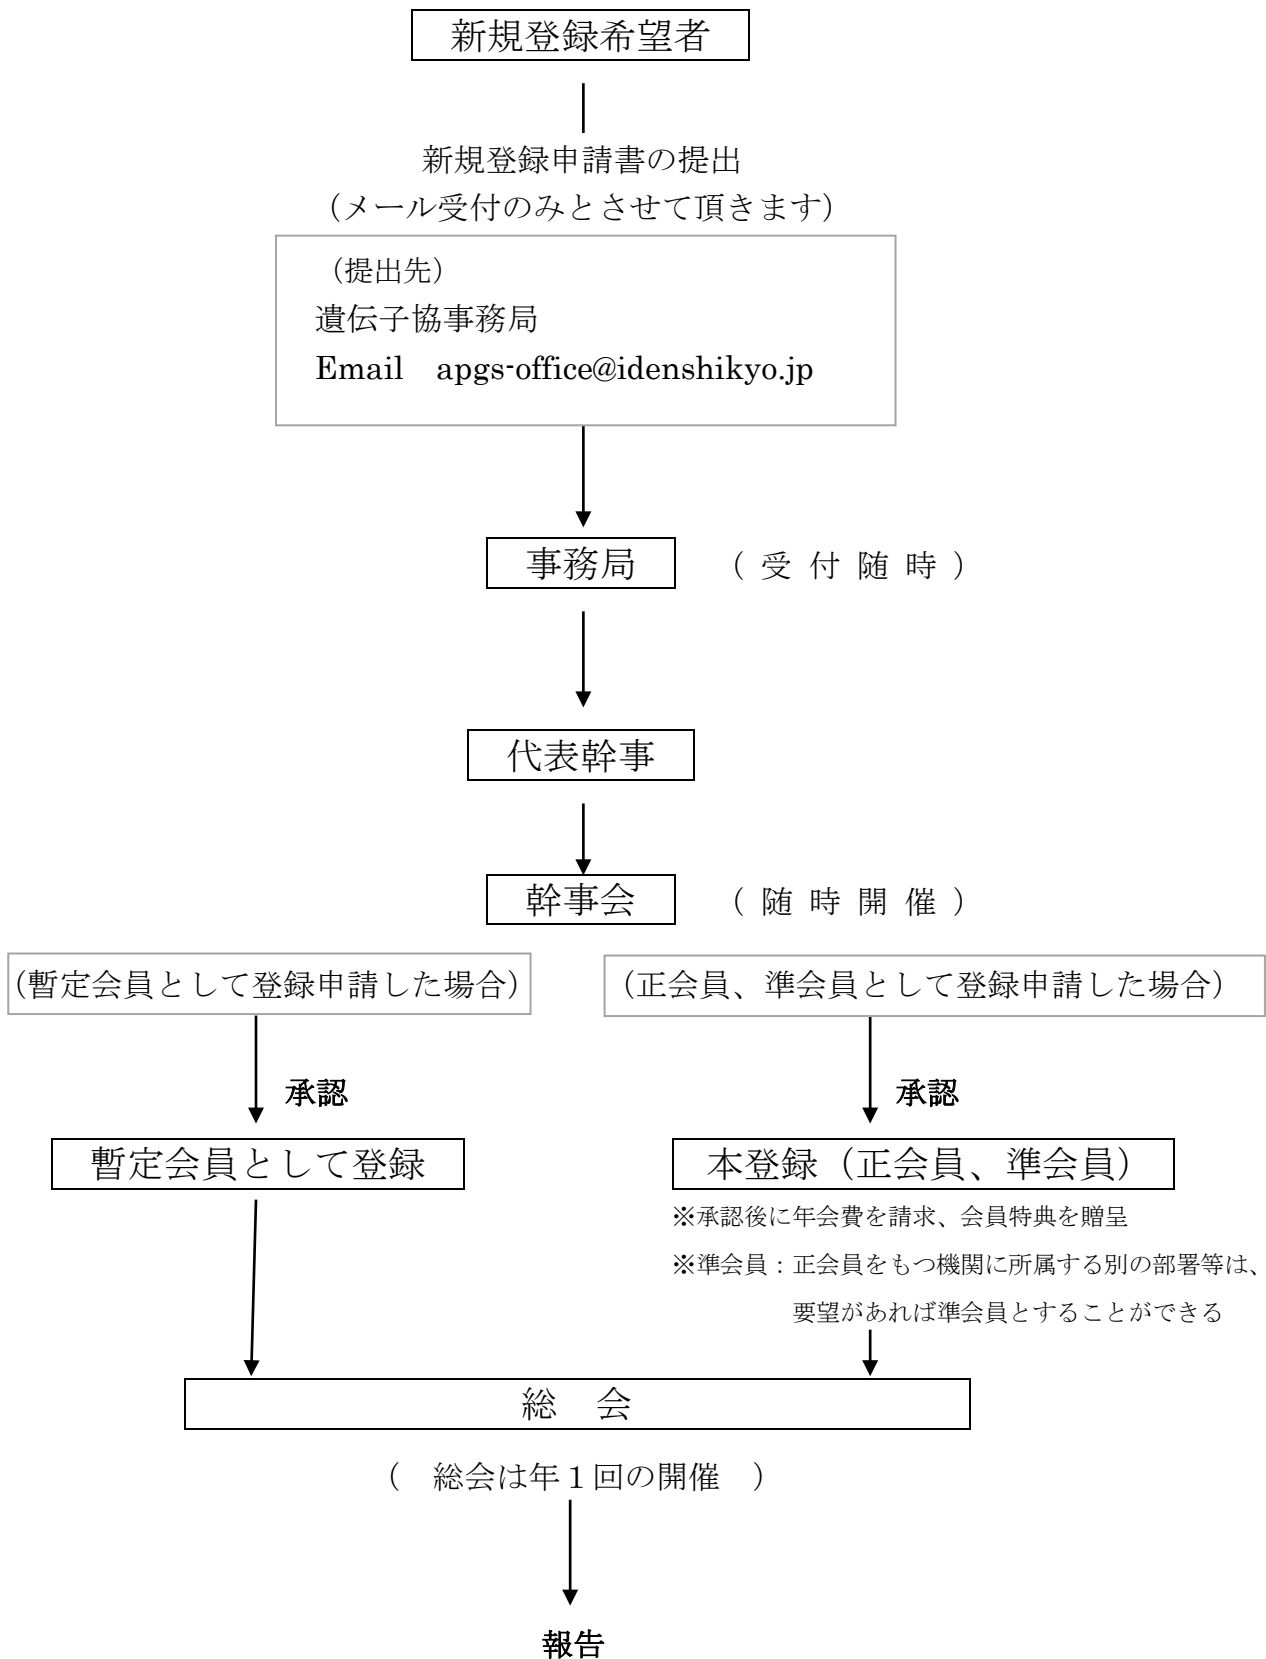 新規登録希望者
新規登録申請書の提出
（メール受付のみとさせて頂きます）
（提出先）
遺伝子協事務局
Email　apgs-office@idenshikyo.jp
事務局　（ 受 付 随 時 ）
代表幹事
幹事会　（ 随 時 開 催 ）
（暫定会員として登録申請した場合）
（正会員、準会員として登録申請した場合）
承認
承認
暫定会員として登録
本登録（正会員、準会員）
※承認後に年会費を請求、会員特典を贈呈
※準会員：正会員をもつ機関に所属する別の部署等は、
要望があれば準会員とすることができる
総　会
（　総会は年１回の開催　）
報告